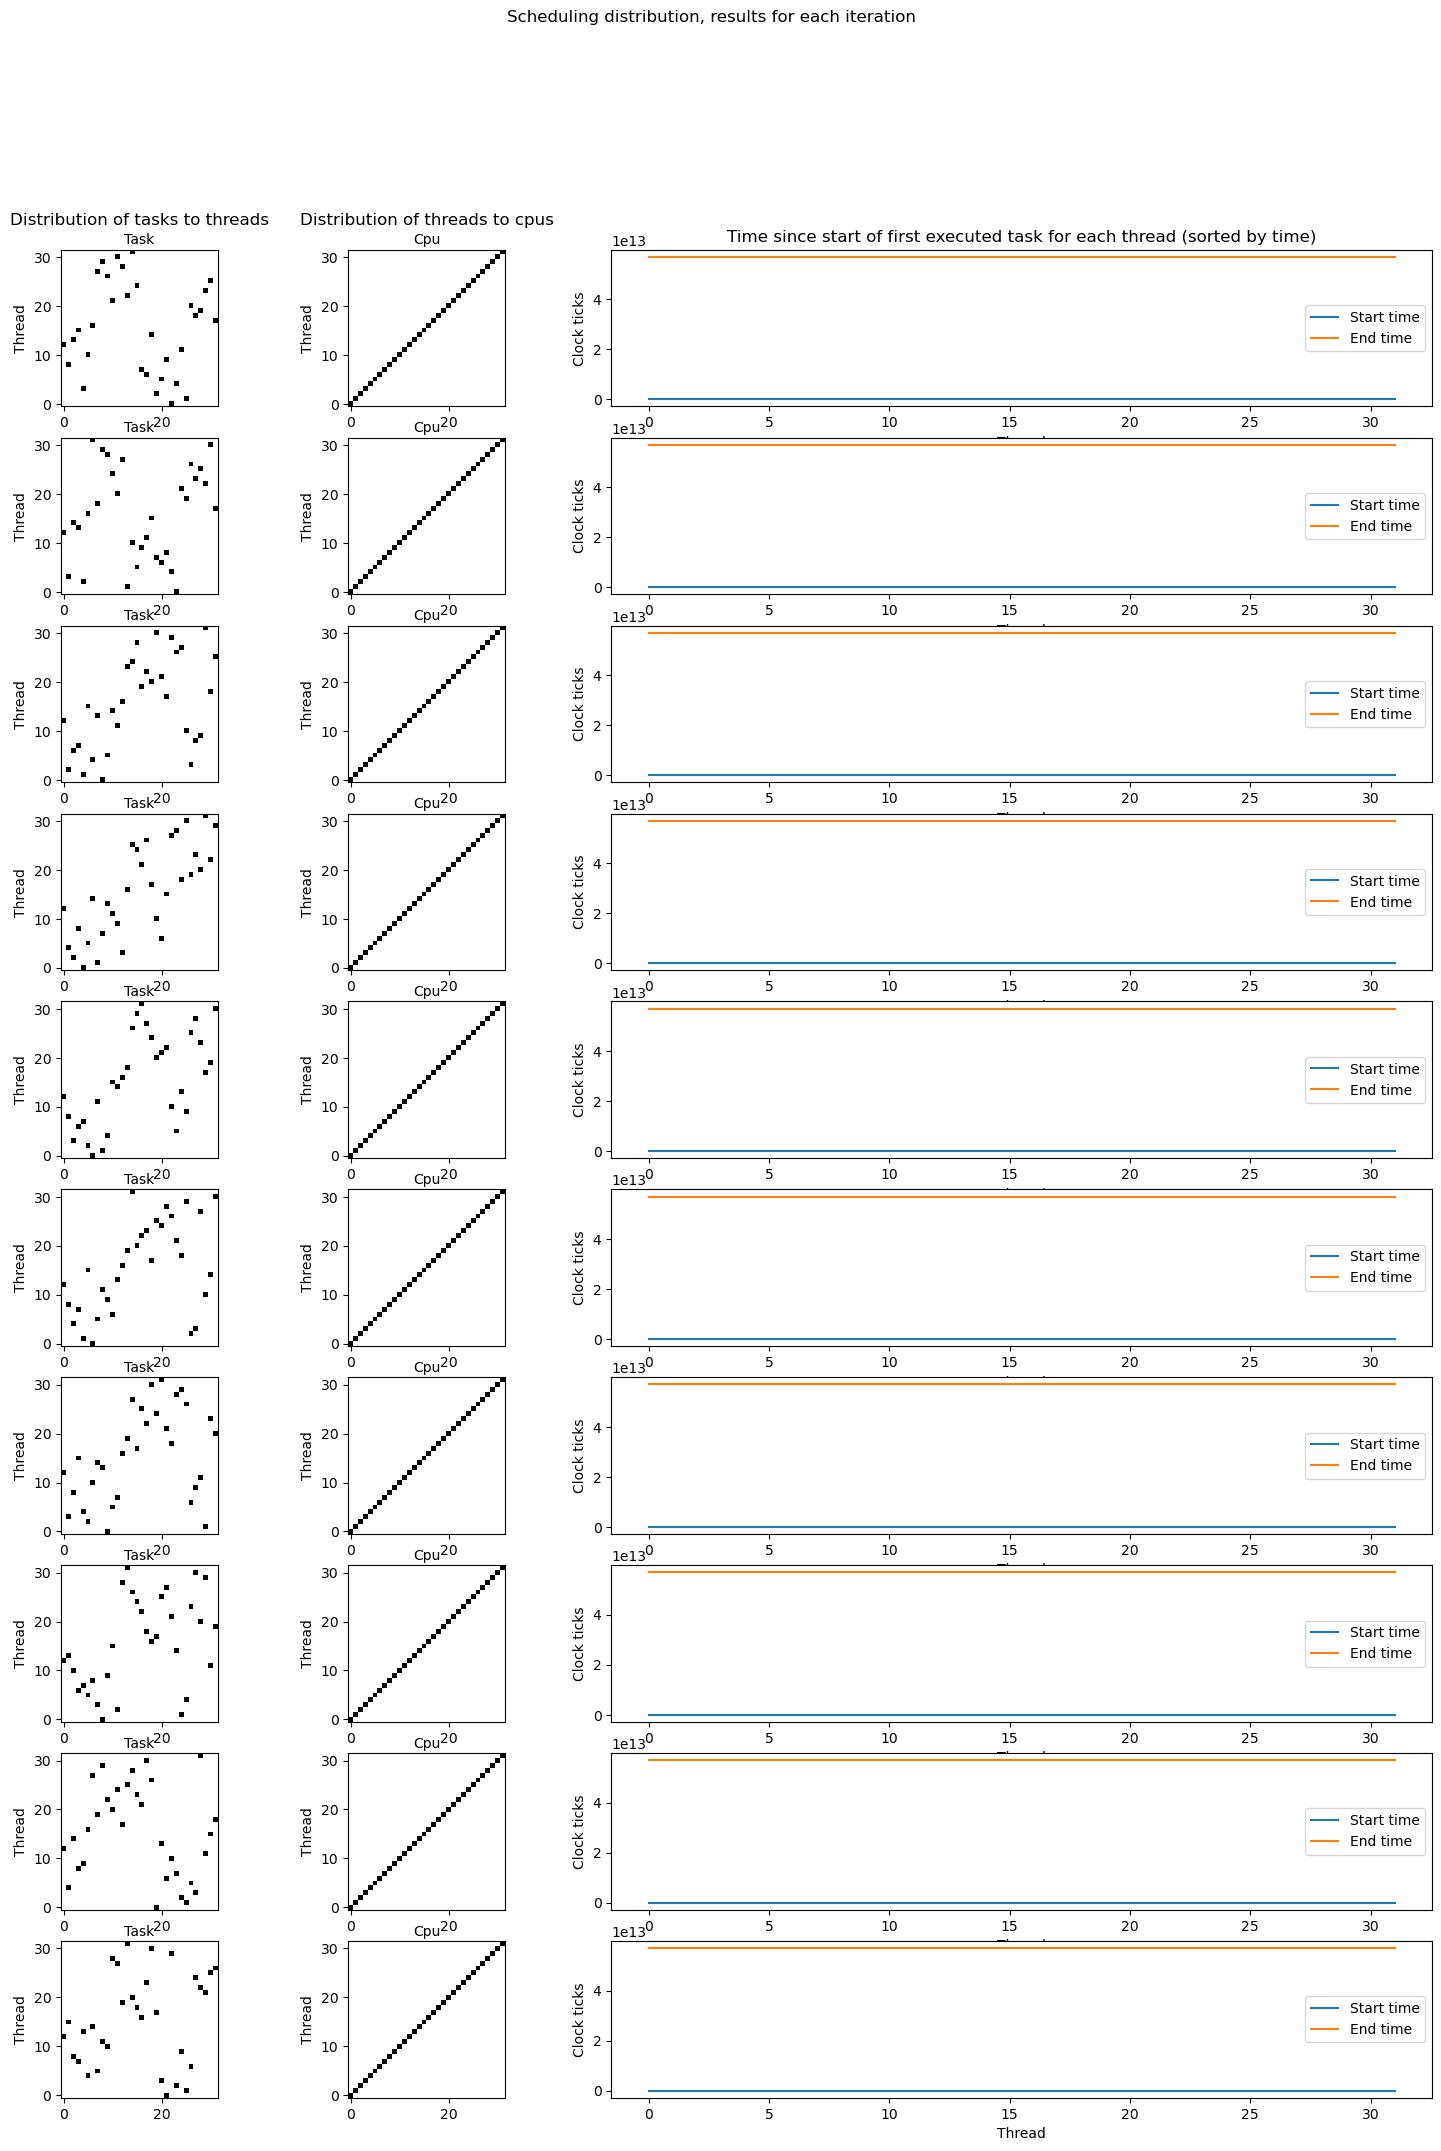 Scheduling distribution, results for each iteration
Distribution of tasks to threads
Distribution of threads to cpus
Time since start of first executed task for each thread (sorted by time)
Task
Thread
30
20
10
0
0 20
Cpu
Thread
30
20
10
0
0 20
1e13
Clock ticks
4
2
0
Start time
End time
0 5 10 15 20 25 30
Task
Thread
30
20
10
0
0 20
Cpu
Thread
30
20
10
0
0 20
1e13
Clock ticks
4
2
0
Start time
End time
0 5 10 15 20 25 30
Task
Thread
30
20
10
0
0 20
Cpu
Thread
30
20
10
0
0 20
1e13
Clock ticks
4
2
0
Start time
End time
0 5 10 15 20 25 30
Task
Thread
30
20
10
0
0 20
Cpu
Thread
30
20
10
0
0 20
1e13
Clock ticks
4
2
0
Start time
End time
0 5 10 15 20 25 30
Task
Thread
30
20
10
0
0 20
Cpu
Thread
30
20
10
0
0 20
1e13
Clock ticks
4
2
0
Start time
End time
0 5 10 15 20 25 30
Task
Thread
30
20
10
0
0 20
Cpu
Thread
30
20
10
0
0 20
1e13
Clock ticks
4
2
0
Start time
End time
0 5 10 15 20 25 30
Task
Thread
30
20
10
0
0 20
Cpu
Thread
30
20
10
0
0 20
1e13
Clock ticks
4
2
0
Start time
End time
0 5 10 15 20 25 30
Task
Thread
30
20
10
0
0 20
Cpu
Thread
30
20
10
0
0 20
1e13
Clock ticks
4
2
0
Start time
End time
0 5 10 15 20 25 30
Task
Thread
30
20
10
0
0 20
Cpu
Thread
30
20
10
0
0 20
1e13
Clock ticks
4
2
0
Start time
End time
0 5 10 15 20 25 30
Task
Thread
30
20
10
0
0 20
Cpu
Thread
30
20
10
0
0 20
1e13
Clock ticks
4
2
0
Start time
End time
0 5 10 15 20 25 30
Thread